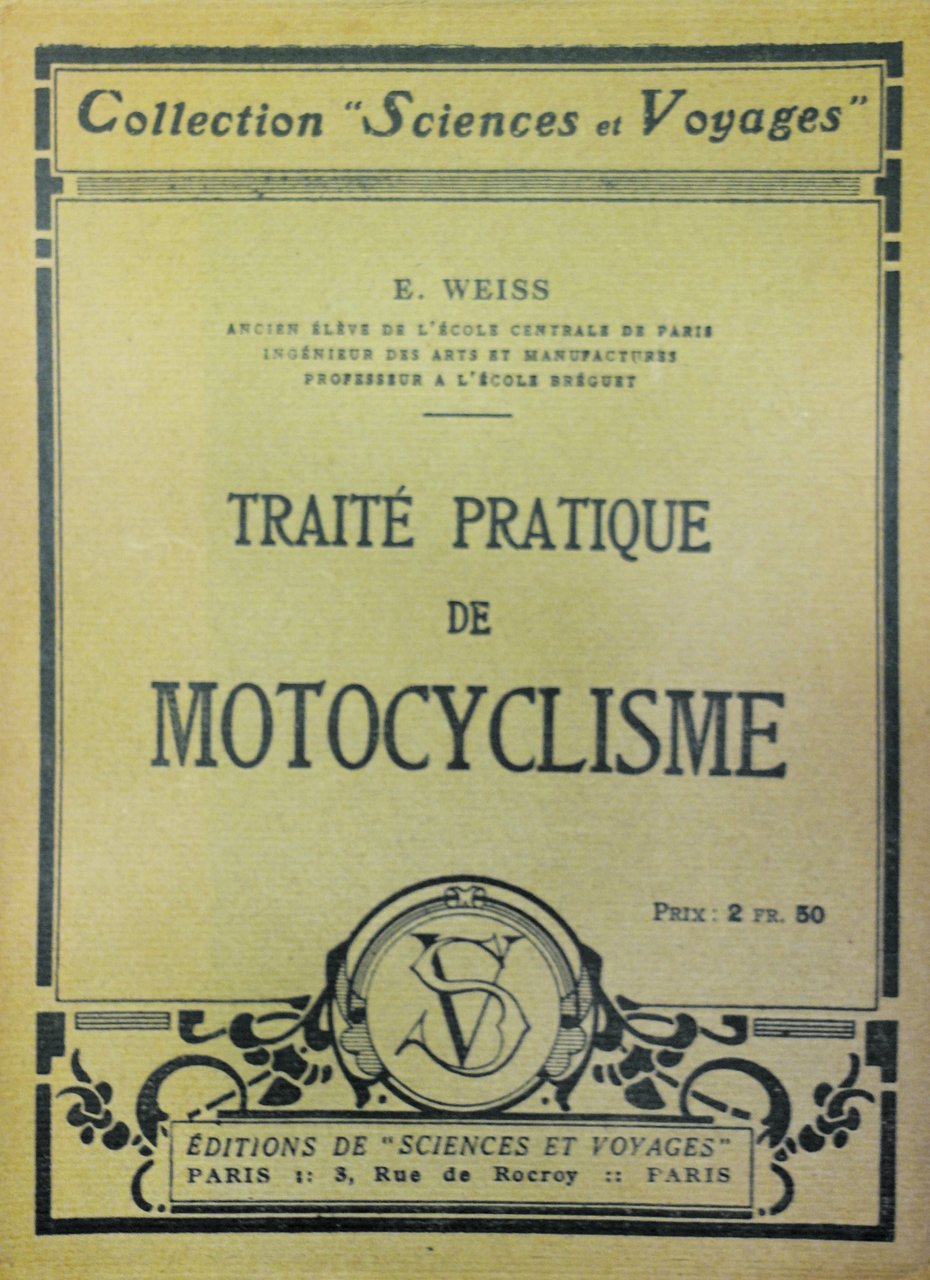 Collection "Sciences et Voyages"
E. WEISS
ANCIEN ÉLÈVE DE L'ÉCOLE CENTRALE DE PARIS
INGÉNIEUR DES ARTS ET MANUFACTURES
PROFESSEUR A L'ÉCOLE BRÉGUET
TRAITÉ PRATIQUE
DE
MOTOCYCLISME
PRIX : 2 FR. 50
SV
ÉDITIONS DE "SCIENCES ET VOYAGES"
PARIS :: 3, Rue de Rocroy :: PARIS